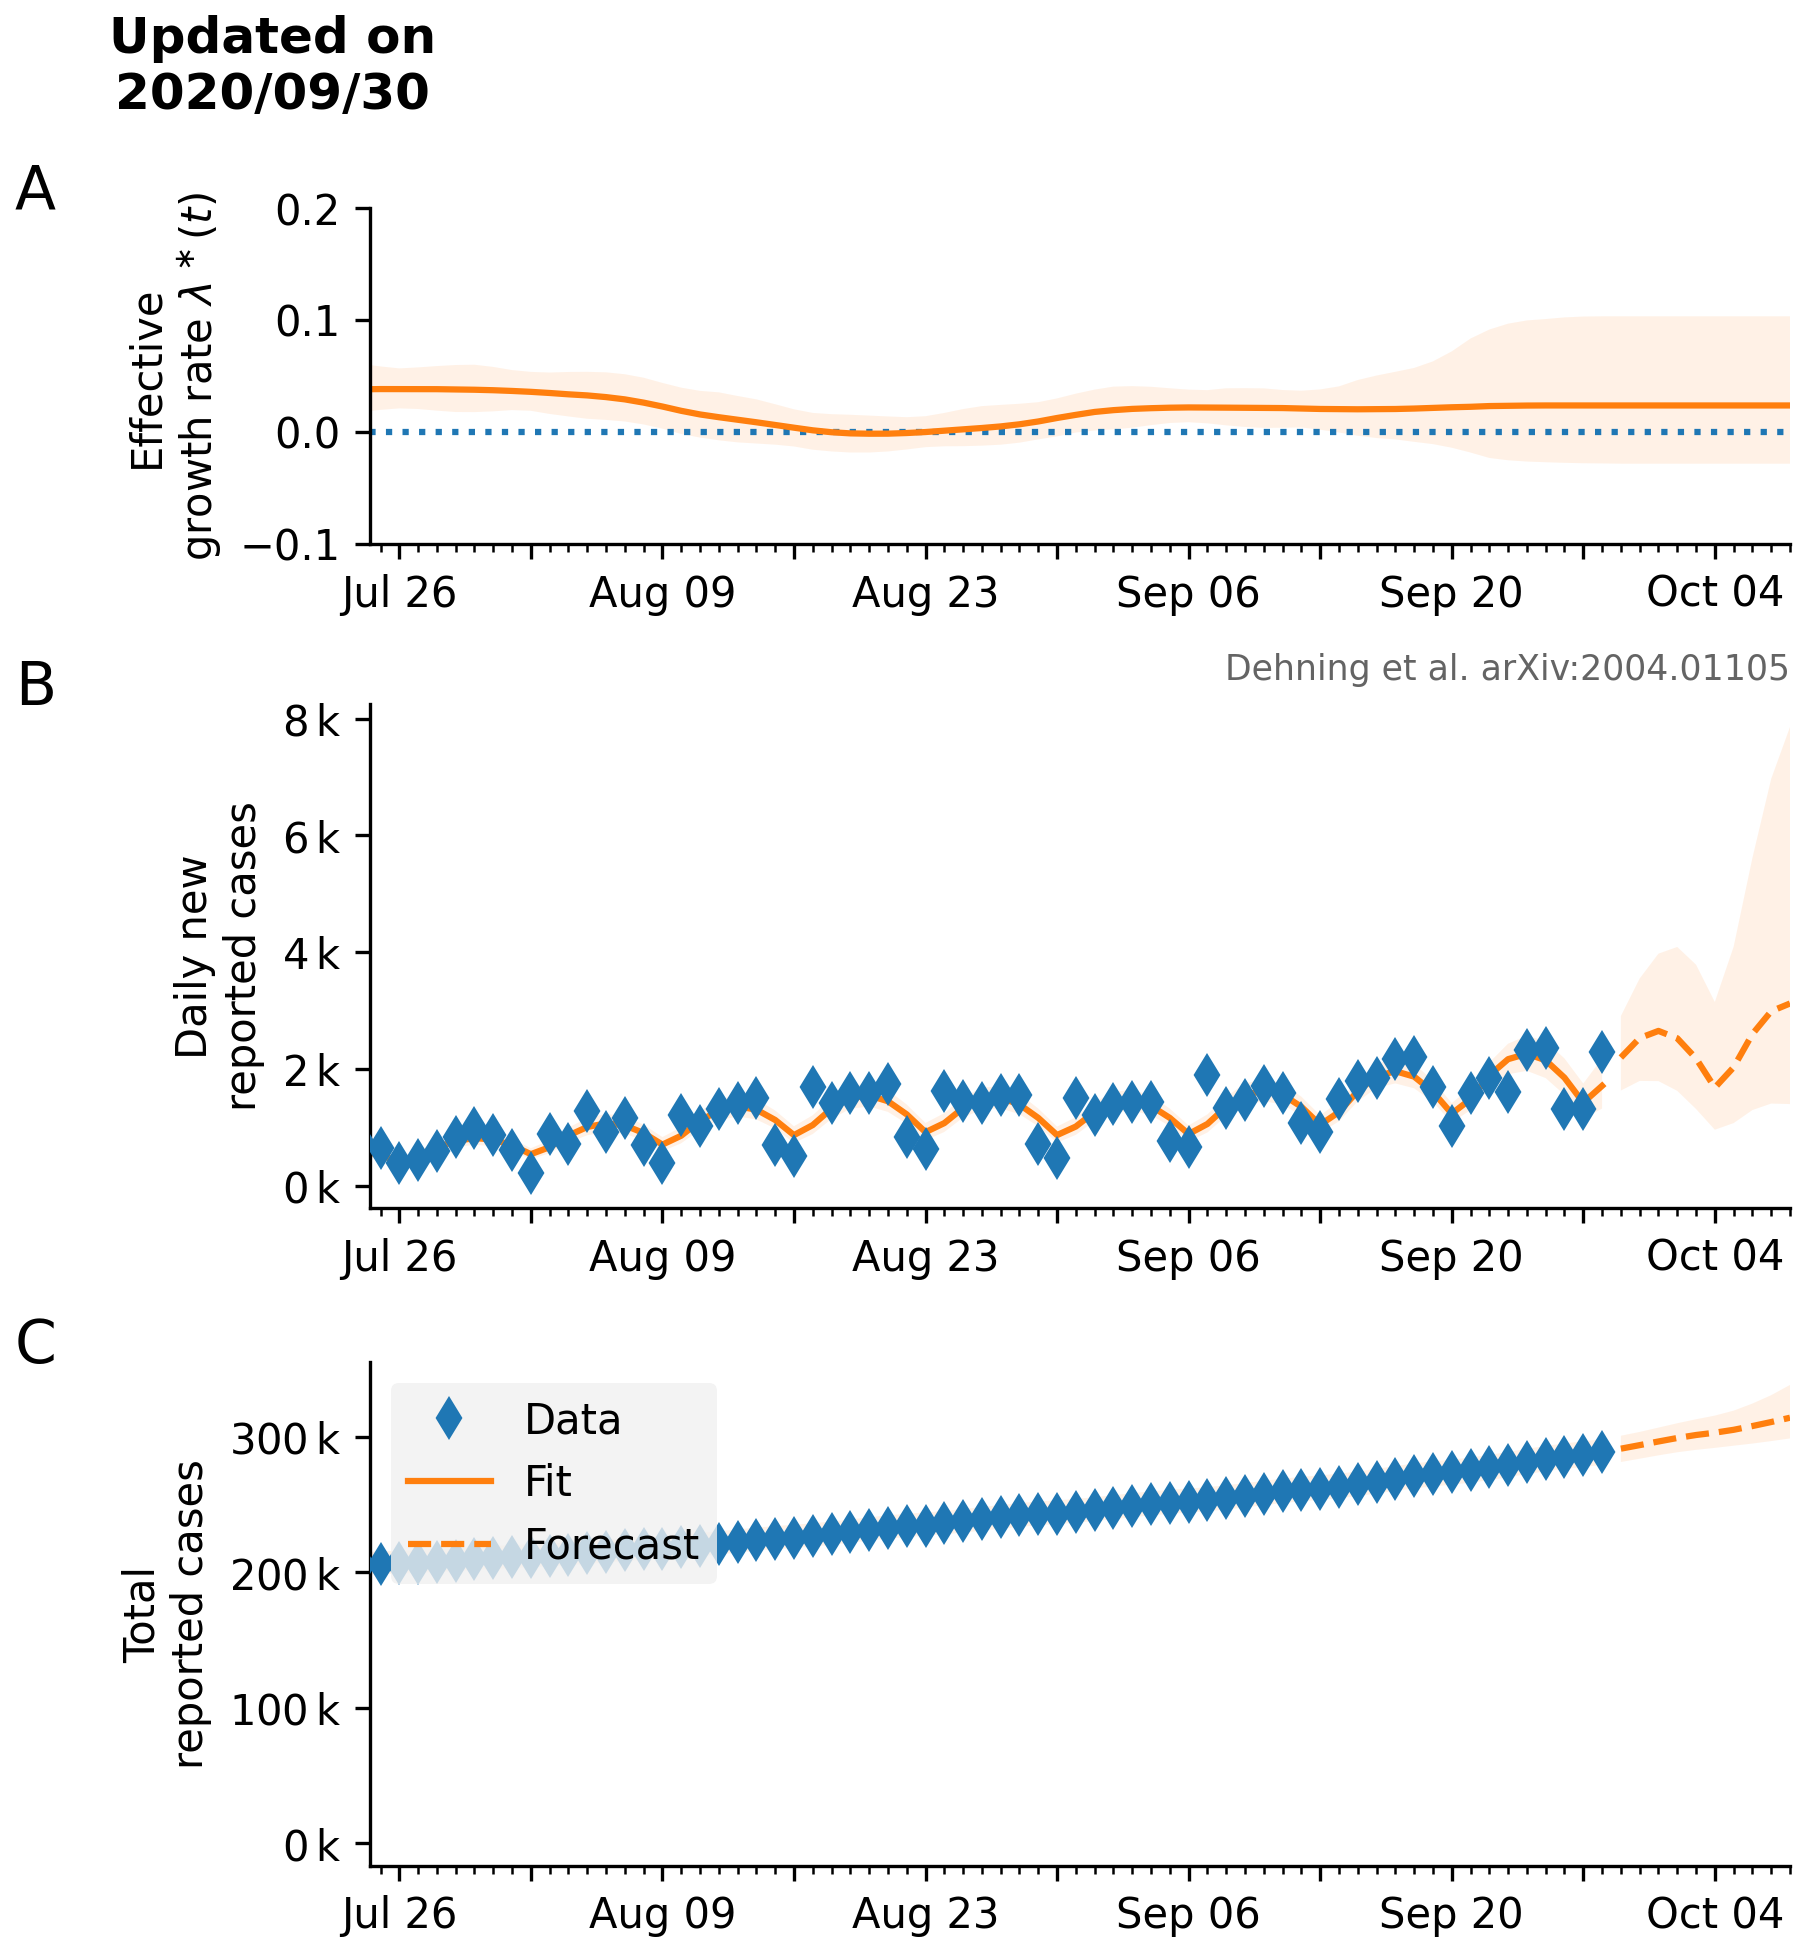 Updated on
2020/09/30
A
Effective
growth rate λ * (t)
0.2
0.1
0.0
−0.1
Jul 26 Aug 09 Aug 23 Sep 06 Sep 20 Oct 04
B
Dehning et al. arXiv:2004.01105
Daily new
reported cases
8 k
6 k
4 k
2 k
0 k
Jul 26 Aug 09 Aug 23 Sep 06 Sep 20 Oct 04
C
Total
reported cases
300 k
200 k
100 k
0 k
Data
Fit
Forecast
Jul 26 Aug 09 Aug 23 Sep 06 Sep 20 Oct 04